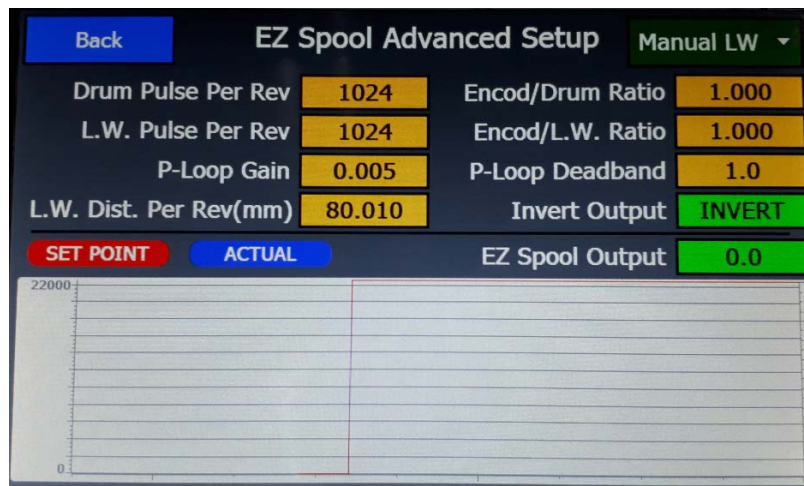 Back EZ Spool Advanced Setup Manual LW
Drum Pulse Per Rev 1024 Encod/Drum Ratio 1.000
L.W. Pulse Per Rev 1024 Encod/L.W. Ratio 1.000
P-Loop Gain 0.005 P-Loop Deadband 1.0
L.W. Dist. Per Rev(mm) 80.010 Invert Output INVERT
SET POINT ACTUAL EZ Spool Output 0.0
22000
0